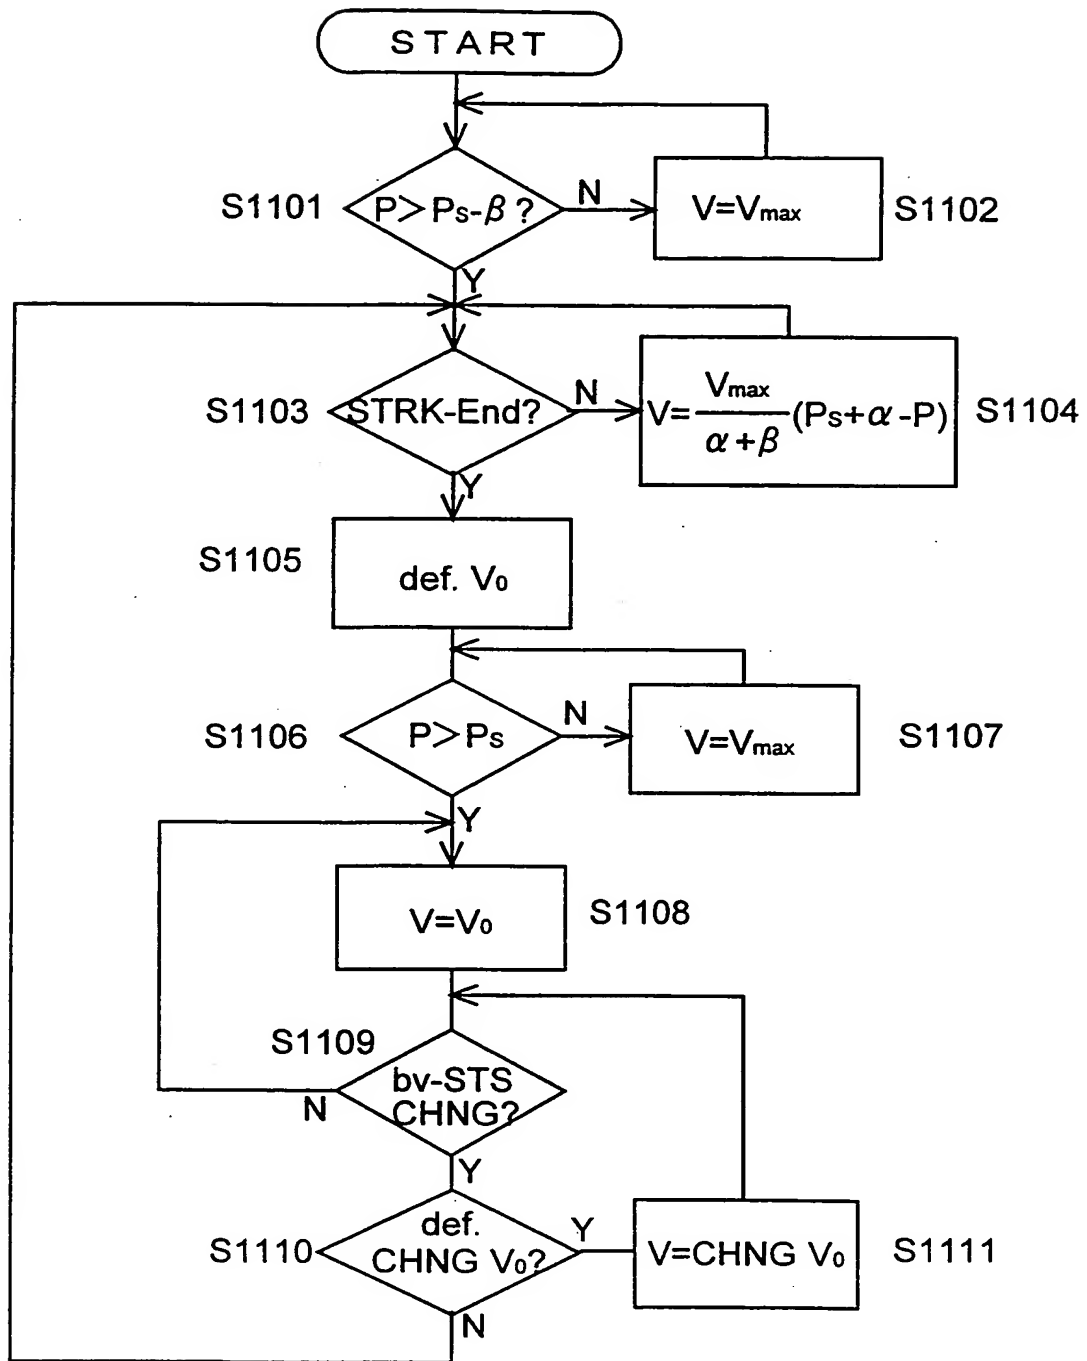 START
S1101
P>Ps-β?
N
V=Vmax
S1102
Y
S1103
STRK-End?
N
V=Vmax/α+β(Ps+α-P)
S1104
Y
S1105
def. V0
S1106
P>Ps
N
V=Vmax
S1107
Y
V=V0
S1108
S1109
bv-STS
CHNG?
N
Y
S1110
def.
CHNG V0?
Y
V=CHNG V0
S1111
N